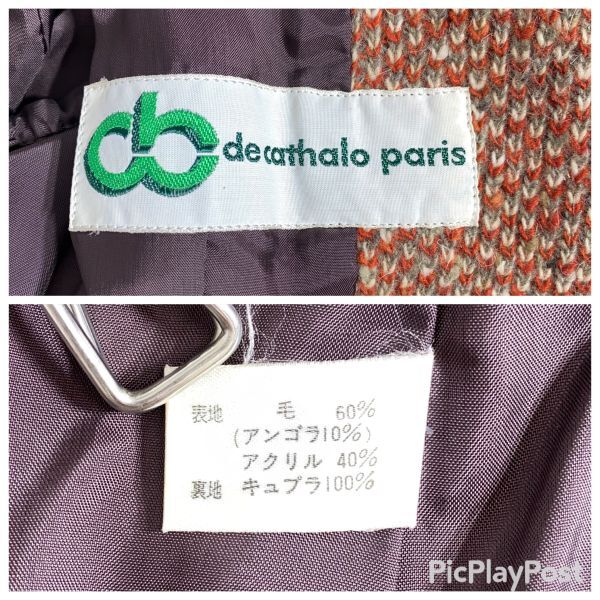 decarthalo paris
表地 毛 60%
(アンゴラ10%)
アクリル 40%
裏地 キュプラ100%
PicPlayPost